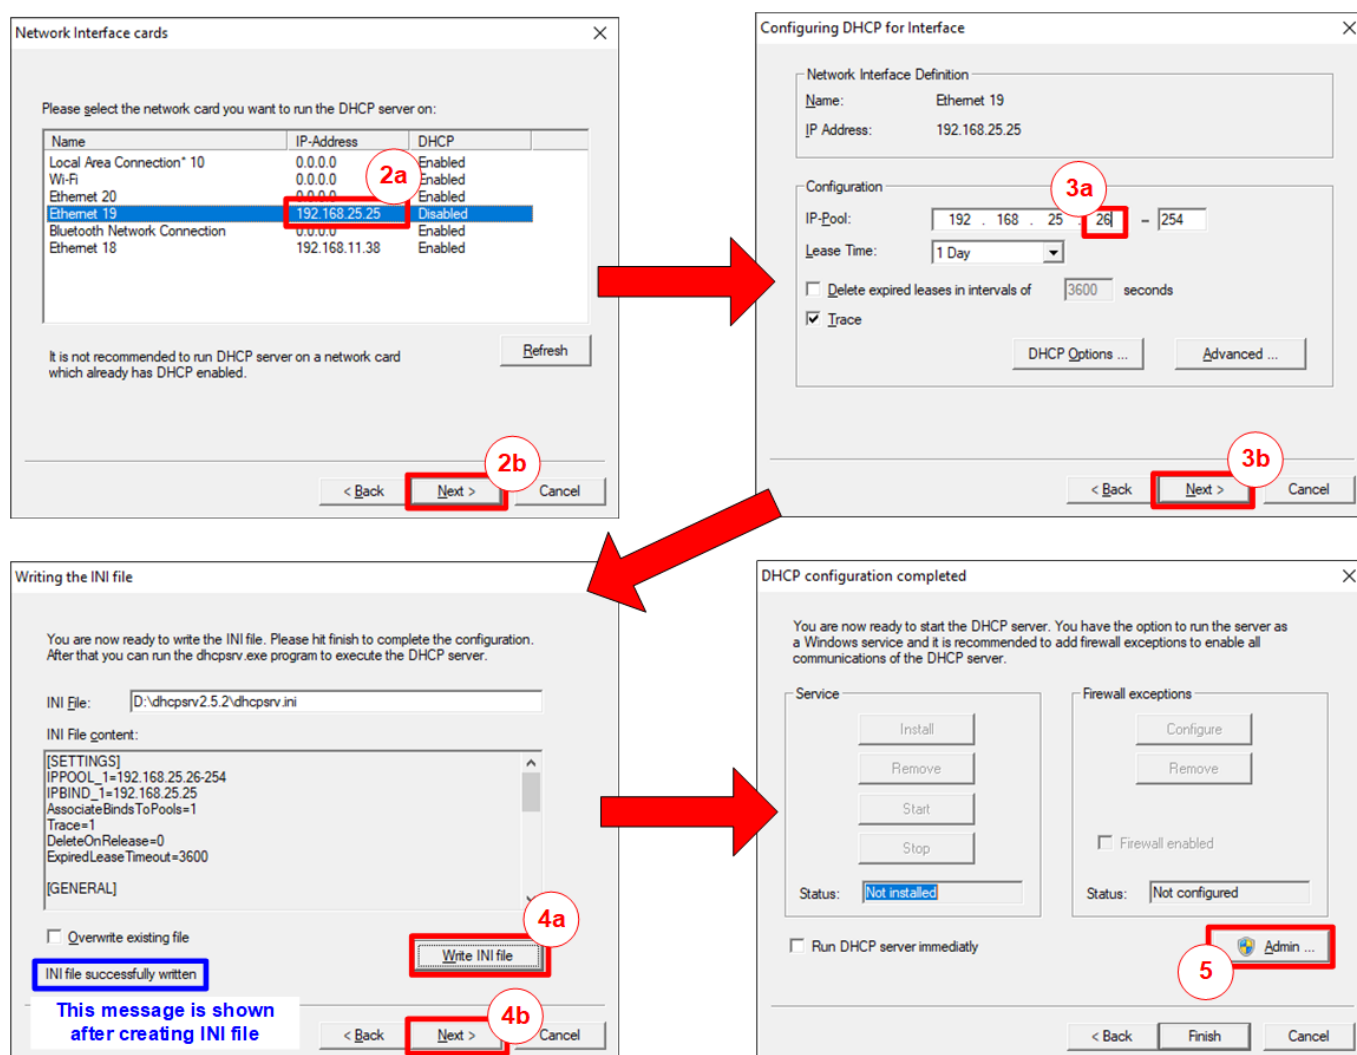 Network Interface cards
Please select the network card you want to run the DHCP server on:
Name IP-Address DHCP
Local Area Connection* 10 0.0.0.0 Enabled
Wi-Fi 0.0.0.0 Enabled
Ethernet 20 0.0.0.0 Enabled
Ethernet 19 192.168.25.25 Disabled
Bluetooth Network Connection 0.0.0.0 Enabled
Ethernet 18 192.168.11.38 Enabled
2a
It is not recommended to run DHCP server on a network card
which already has DHCP enabled.
Refresh
2b
< Back Next > Cancel
Configuring DHCP for Interface
Network Interface Definition
Name: Ethernet 19
IP Address: 192.168.25.25
Configuration
3a
IP-Pool: 192 . 168 . 25 . 26 – 254
Lease Time: 1 Day
Delete expired leases in intervals of 3600 seconds
Trace
DHCP Options ... Advanced ...
3b
< Back Next > Cancel
Writing the INI file
You are now ready to write the INI file. Please hit finish to complete the configuration.
After that you can run the dhcpsrv.exe program to execute the DHCP server.
INI File: D:\dhcpsrv2.5.2\dhcpsrv.ini
INI File content:
[SETTINGS]
IPPOOL_1=192.168.25.26-254
IPBIND_1=192.168.25.25
AssociateBindsToPools=1
Trace=1
DeleteOnRelease=0
ExpiredLeaseTimeout=3600
[GENERAL]
4a
Overwrite existing file
Write INI file
INI file successfully written
This message is shown
after creating INI file
4b
< Back Next > Cancel
DHCP configuration completed
You are now ready to start the DHCP server. You have the option to run the server as
a Windows service and it is recommended to add firewall exceptions to enable all
communications of the DHCP server.
Service Firewall exceptions
Install Configure
Remove Remove
Start
Stop Firewall enabled
Status: Not installed Status: Not configured
Run DHCP server immediatly Admin ...
5
< Back Finish Cancel